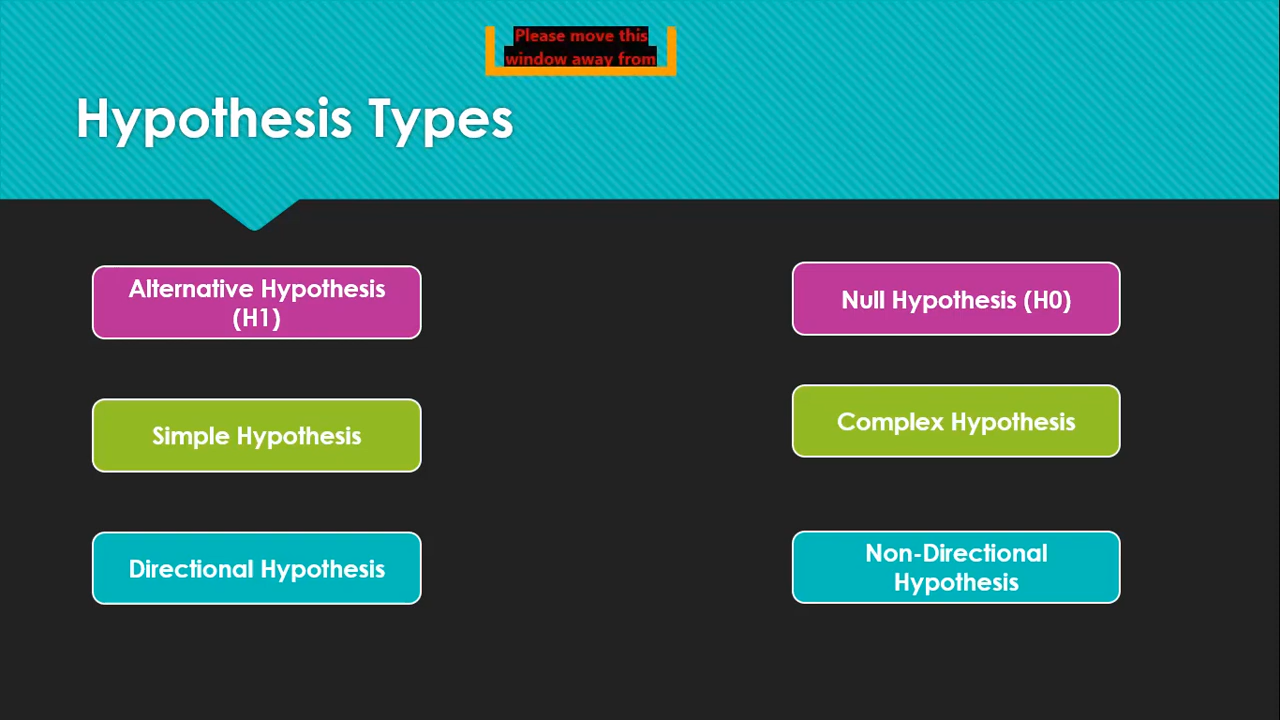 Please move this
window away from
Hypothesis Types
Alternative Hypothesis
(H1)
Null Hypothesis (H0)
Simple Hypothesis
Complex Hypothesis
Directional Hypothesis
Non-Directional
Hypothesis